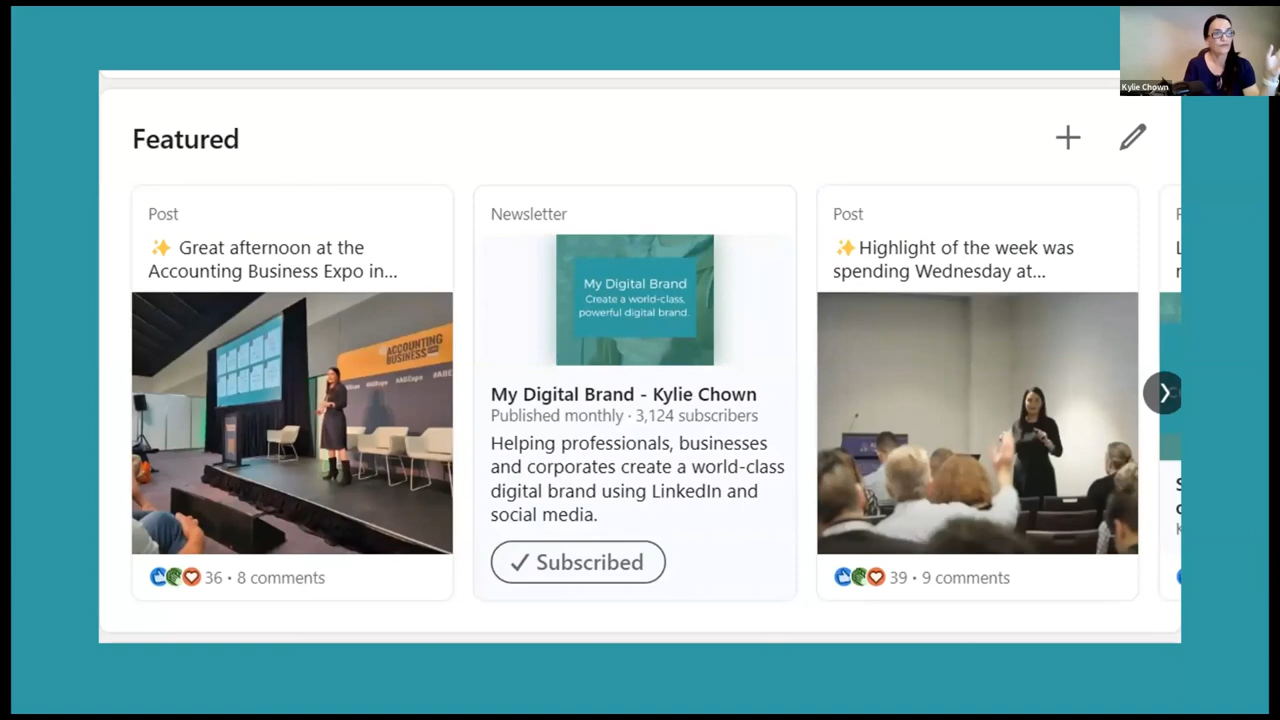 Kylie Chown
Featured
Post
✨ Great afternoon at the
Accounting Business Expo in...
ACCOUNTING
BUSINESS
36 • 8 comments
Newsletter
My Digital Brand
Create a world-class,
powerful digital brand.
My Digital Brand - Kylie Chown
Published monthly · 3,124 subscribers
Helping professionals, businesses
and corporates create a world-class
digital brand using LinkedIn and
social media.
✓ Subscribed
Post
✨Highlight of the week was
spending Wednesday at...
39 • 9 comments